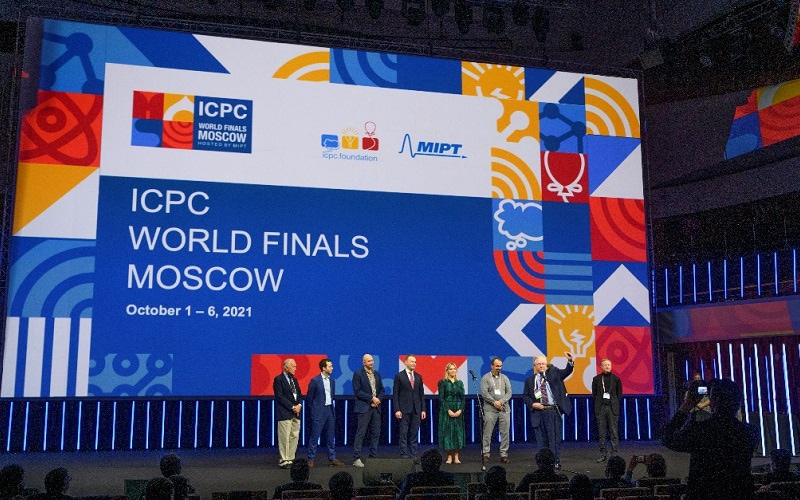 ICPC
WORLD FINALS
MOSCOW
HOSTED BY MIPT
icpc.foundation
MIPT
ICPC
WORLD FINALS
MOSCOW
October 1 – 6, 2021